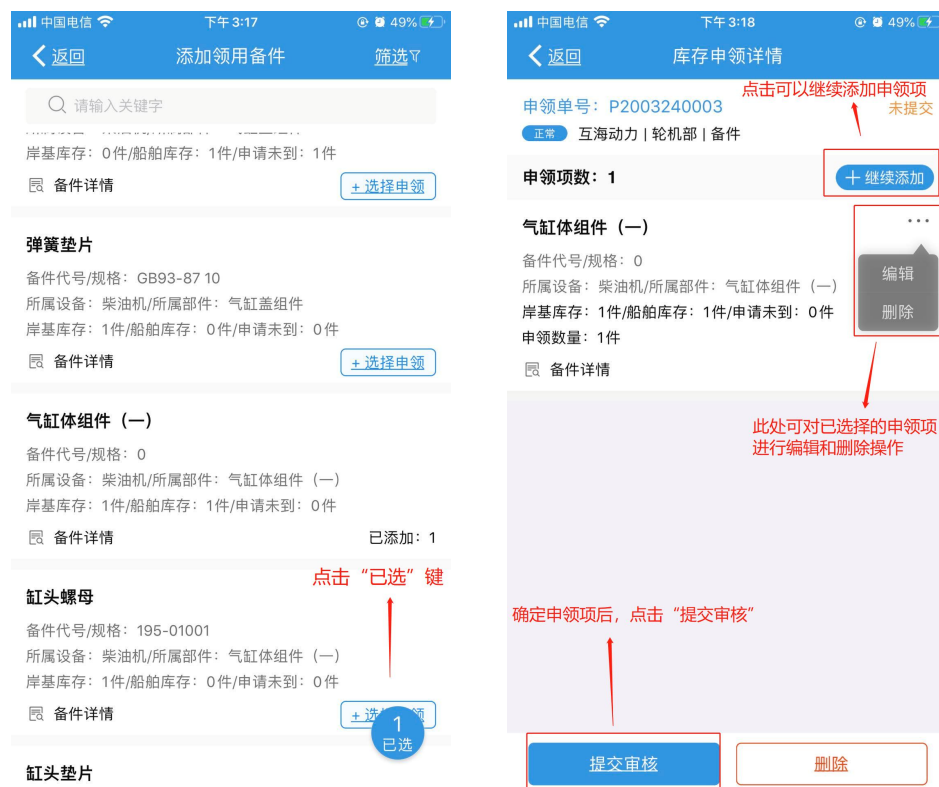 中国电信 下午3:17 49%
返回 添加领用备件 筛选
请输入关键字
岸基库存：0件/船舶库存：1件/申请未到：1件
备件详情 +选择申领
弹簧垫片
备件代号/规格：GB93-87 10
所属设备：柴油机/所属部件：气缸盖组件
岸基库存：1件/船舶库存：0件/申请未到：0件
备件详情 +选择申领
气缸体组件（一）
备件代号/规格：0
所属设备：柴油机/所属部件：气缸体组件（一）
岸基库存：1件/船舶库存：1件/申请未到：0件
备件详情 已添加：1
点击“已选”键
缸头螺母
备件代号/规格：195-01001
所属设备：柴油机/所属部件：气缸体组件（一）
岸基库存：1件/船舶库存：0件/申请未到：0件
备件详情 +选
1
已选
缸头垫片
中国电信 下午3:18 49%
返回 库存申领详情
点击可以继续添加申领项
申领单号：P2003240003 未提交
正常 互海动力 | 轮机部 | 备件
申领项数：1 +继续添加
气缸体组件（一） ...
备件代号/规格：0
编辑
所属设备：柴油机/所属部件：气缸体组件（一）
岸基库存：1件/船舶库存：1件/申请未到：0件
删除
申领数量：1件
备件详情
此处可对已选择的申领项
进行编辑和删除操作
确定申领项后，点击“提交审核”
提交审核 删除